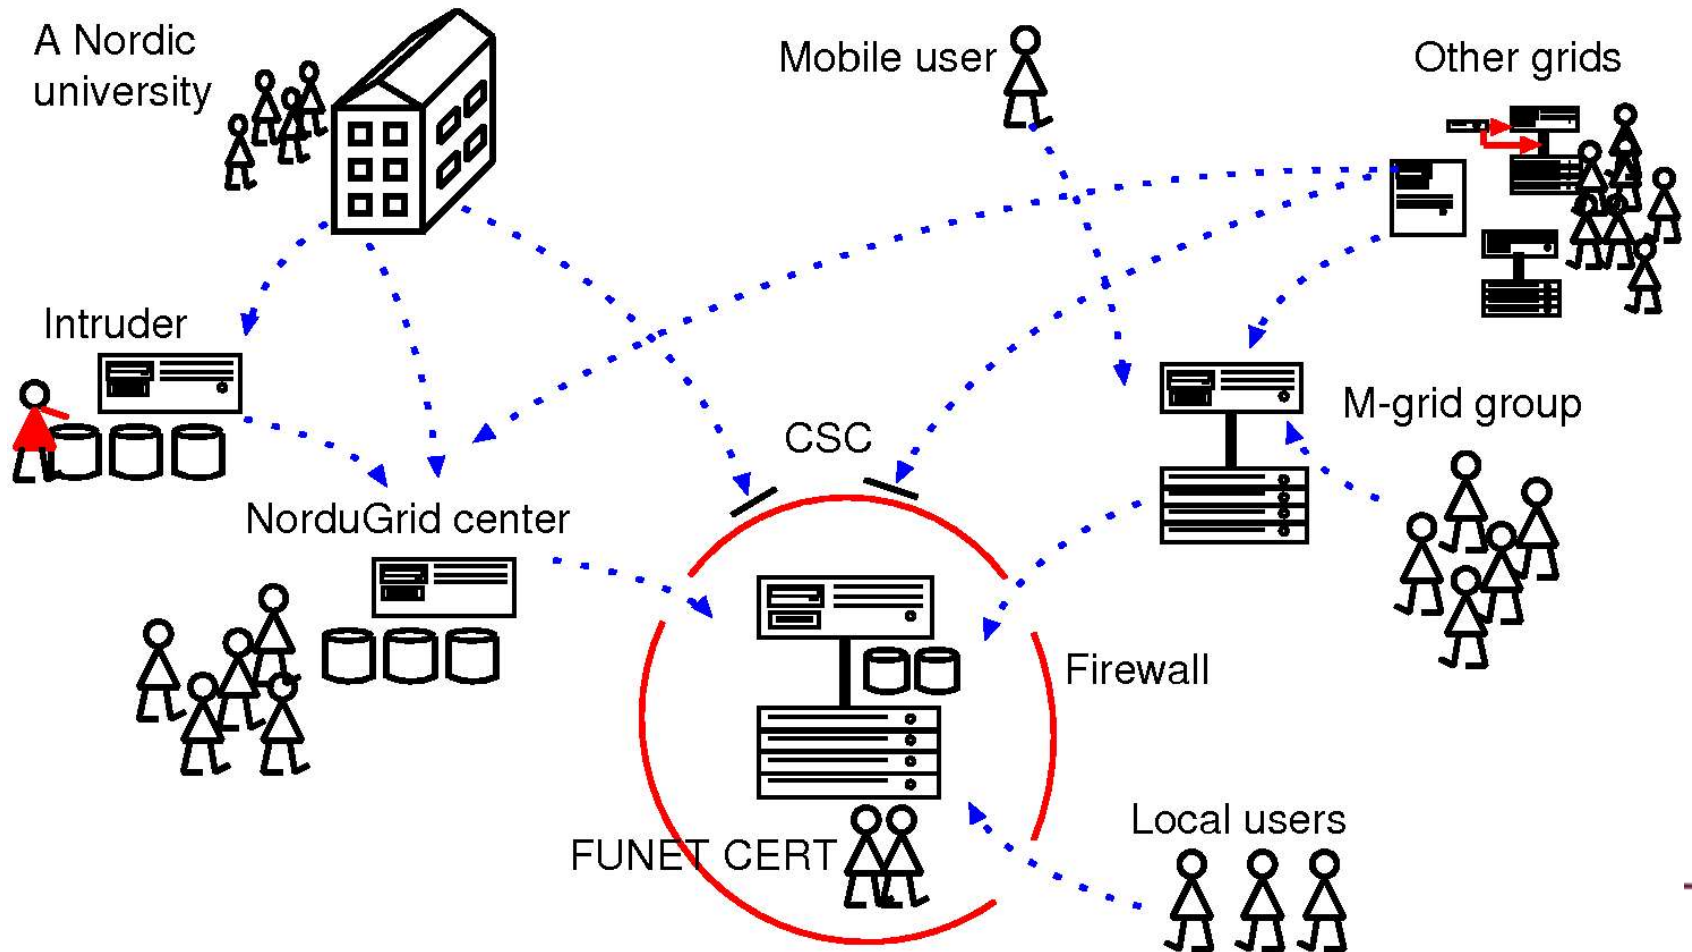 A Nordic
university
Mobile user
Other grids
Intruder
M-grid group
CSC
NorduGrid center
Firewall
Local users
FUNET CERT